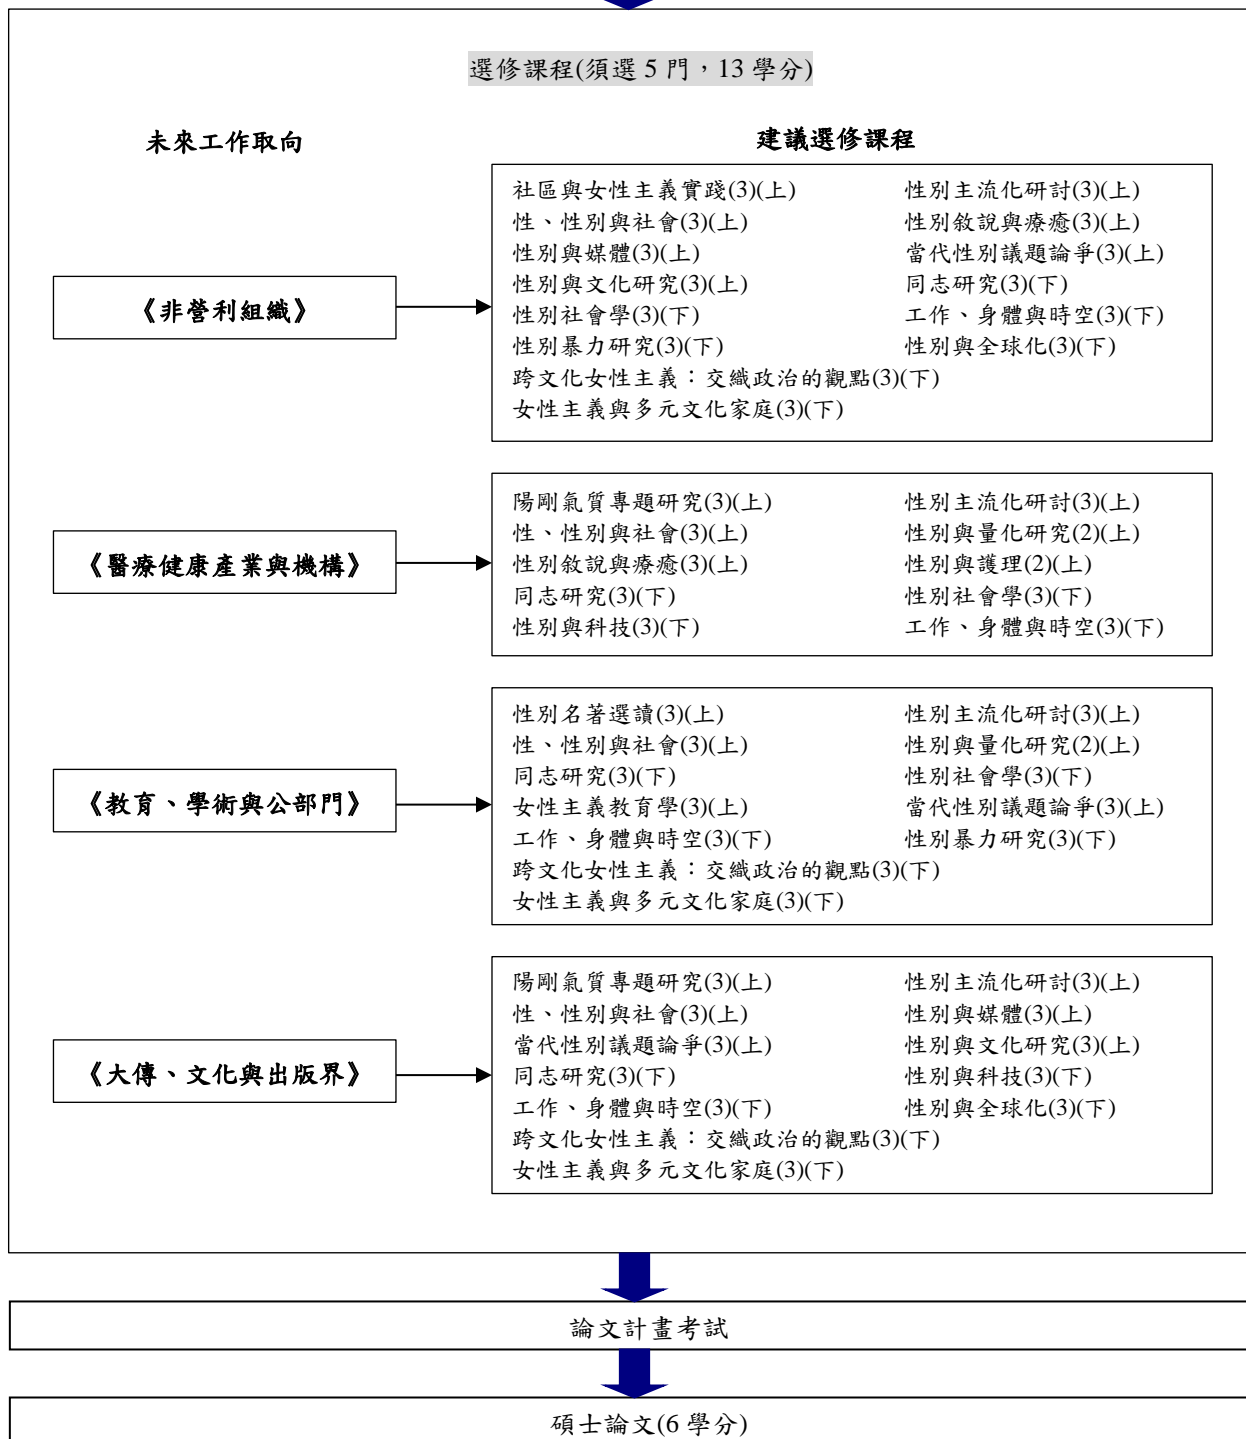 選修課程(須選 5 門，13 學分)
未來工作取向 建議選修課程
《非營利組織》
社區與女性主義實踐(3)(上) 性別主流化研討(3)(上)
性、性別與社會(3)(上) 性別敘說與療癒(3)(上)
性別與媒體(3)(上) 當代性別議題論爭(3)(上)
性別與文化研究(3)(上) 同志研究(3)(下)
性別社會學(3)(下) 工作、身體與時空(3)(下)
性別暴力研究(3)(下) 性別與全球化(3)(下)
跨文化女性主義：交織政治的觀點(3)(下)
女性主義與多元文化家庭(3)(下)
《醫療健康產業與機構》
陽剛氣質專題研究(3)(上) 性別主流化研討(3)(上)
性、性別與社會(3)(上) 性別與量化研究(2)(上)
性別敘說與療癒(3)(上) 性別與護理(2)(上)
同志研究(3)(下) 性別社會學(3)(下)
性別與科技(3)(下) 工作、身體與時空(3)(下)
《教育、學術與公部門》
性別名著選讀(3)(上) 性別主流化研討(3)(上)
性、性別與社會(3)(上) 性別與量化研究(2)(上)
同志研究(3)(下) 性別社會學(3)(下)
女性主義教育學(3)(上) 當代性別議題論爭(3)(上)
工作、身體與時空(3)(下) 性別暴力研究(3)(下)
跨文化女性主義：交織政治的觀點(3)(下)
女性主義與多元文化家庭(3)(下)
《大傳、文化與出版界》
陽剛氣質專題研究(3)(上) 性別主流化研討(3)(上)
性、性別與社會(3)(上) 性別與媒體(3)(上)
當代性別議題論爭(3)(上) 性別與文化研究(3)(上)
同志研究(3)(下) 性別與科技(3)(下)
工作、身體與時空(3)(下) 性別與全球化(3)(下)
跨文化女性主義：交織政治的觀點(3)(下)
女性主義與多元文化家庭(3)(下)
論文計畫考試
碩士論文(6 學分)